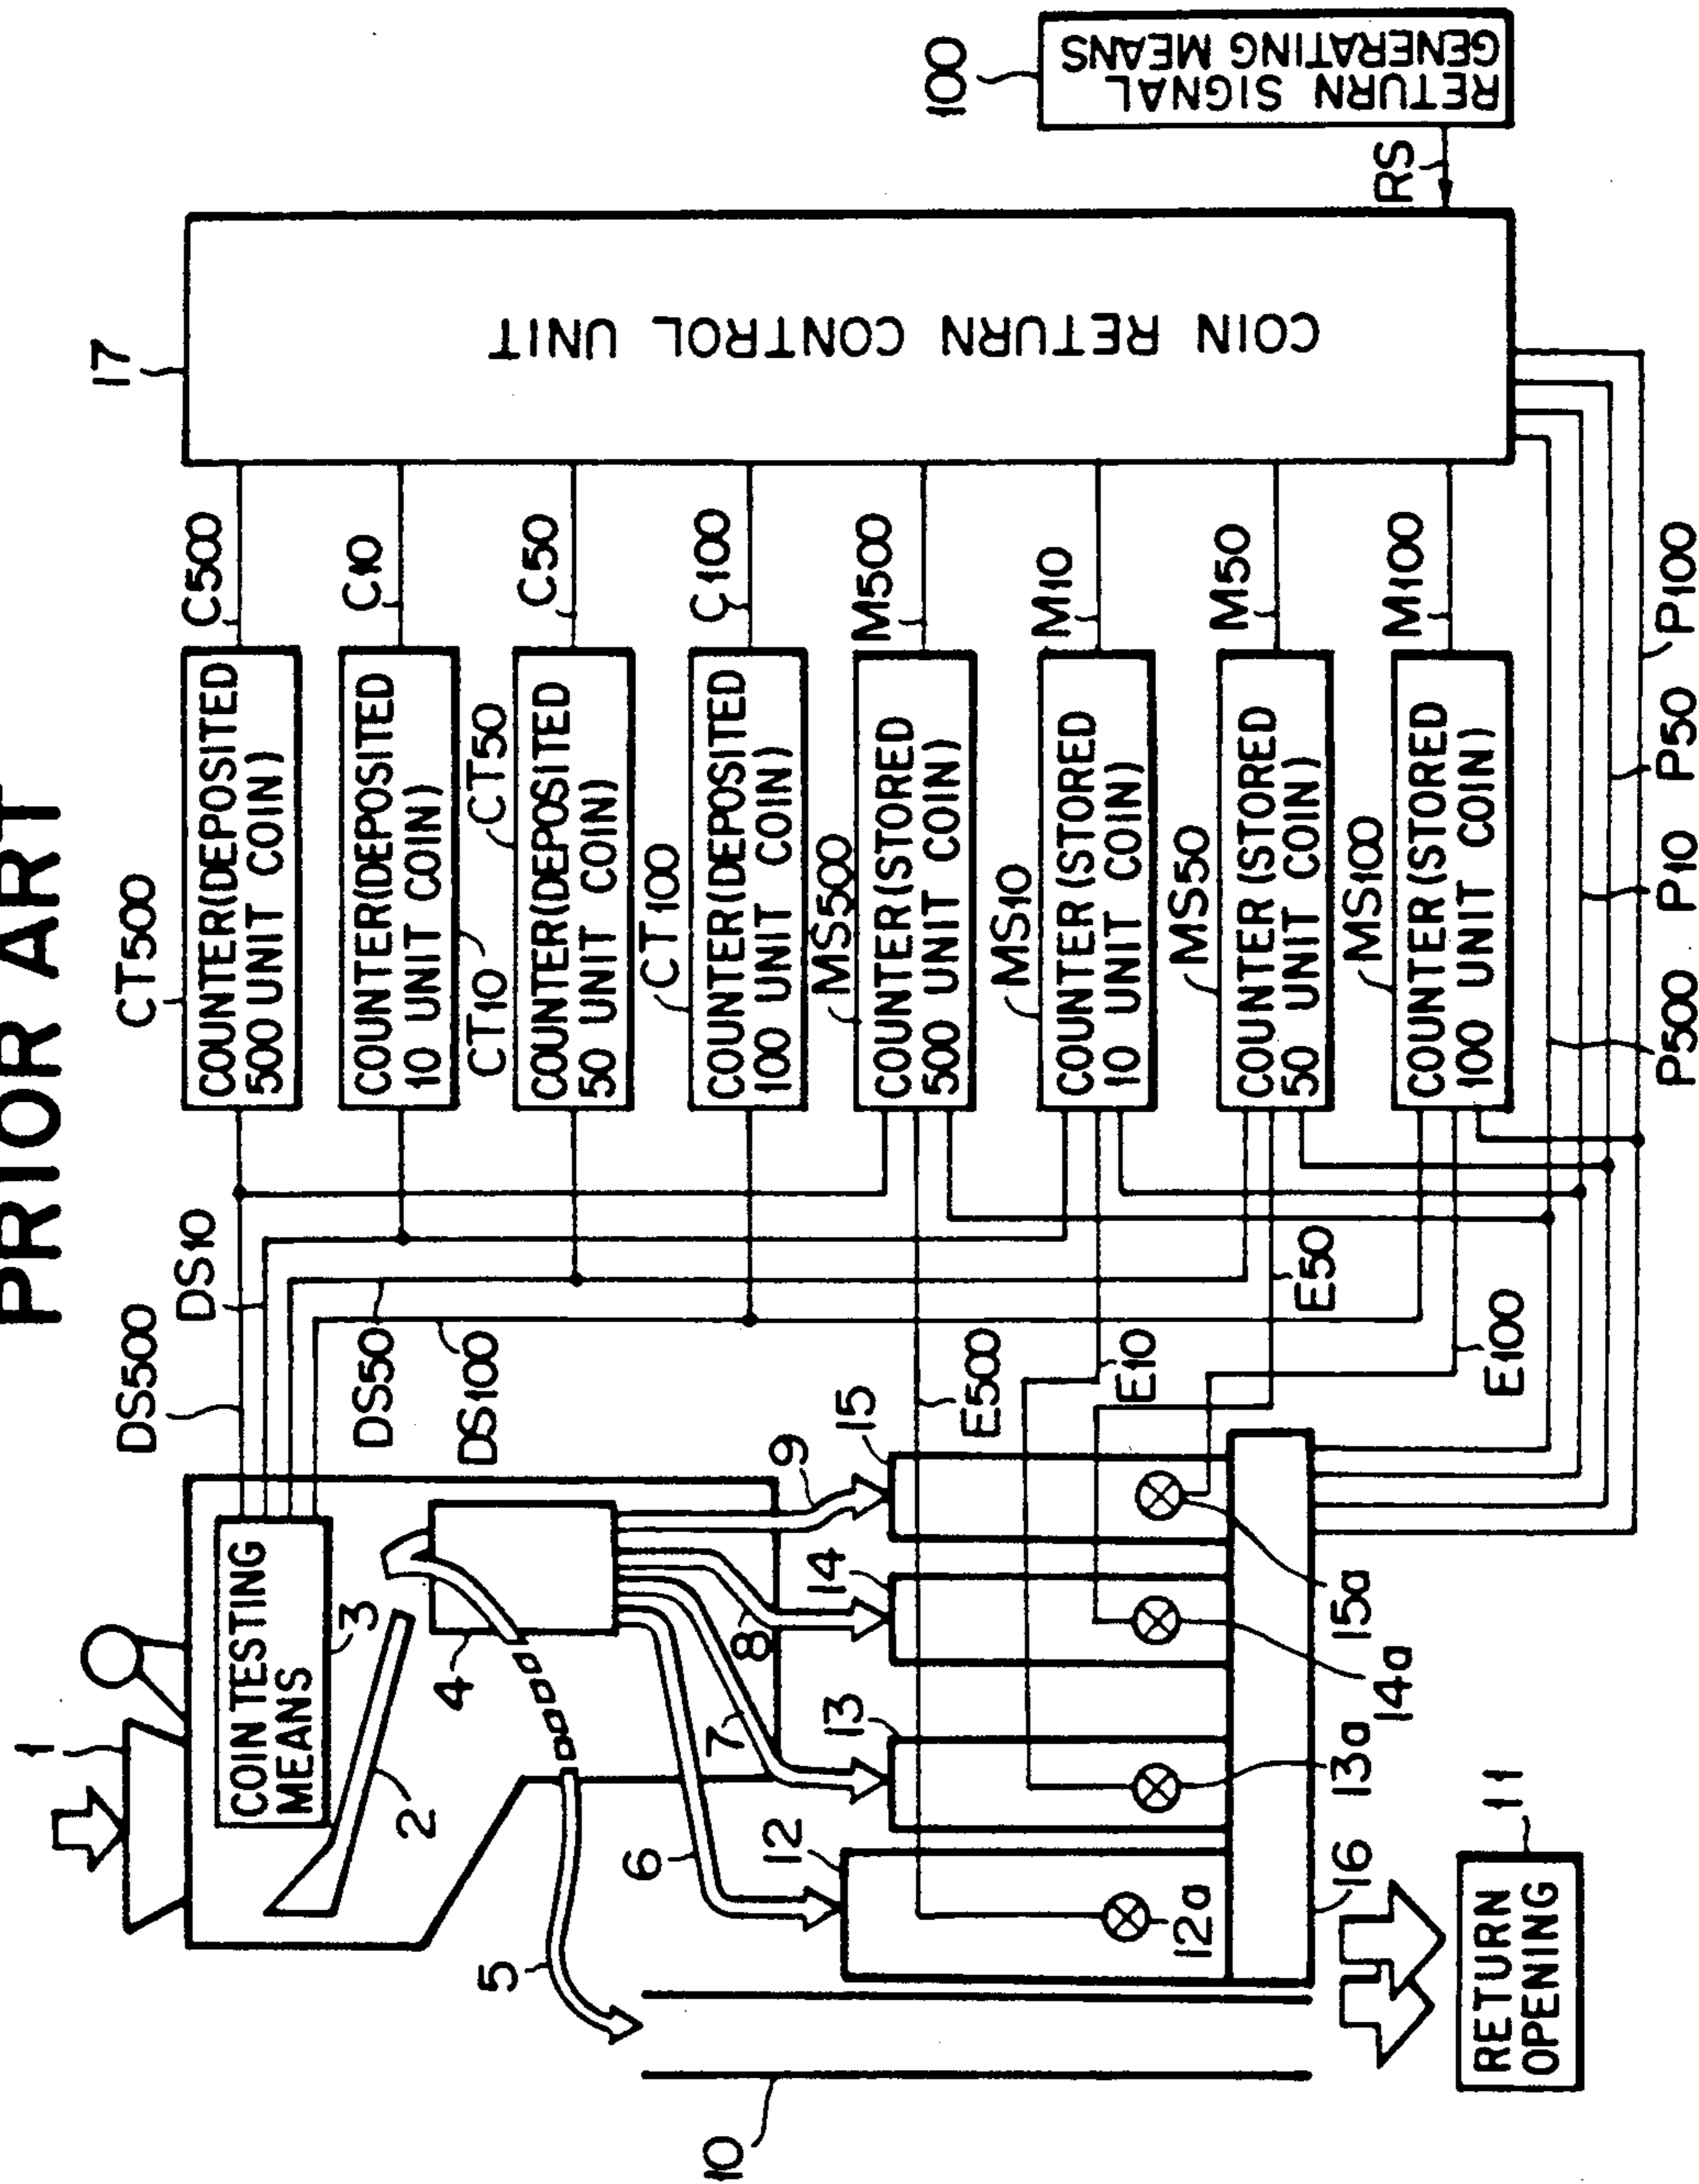 PRIOR ART
CT500
COUNTER(DEPOSITED
500 UNIT COIN)
C500
17
COIN RETURN CONTROL UNIT
100
RETURN SIGNAL
GENERATING MEANS
RS
COUNTER(DEPOSITED
10 UNIT COIN)
CT10
C10
CT50
COUNTER(DEPOSITED
50 UNIT COIN)
C50
CT100
COUNTER(DEPOSITED
100 UNIT COIN)
C100
MS500
COUNTER(STORED
500 UNIT COIN)
M500
MS10
COUNTER(STORED
10 UNIT COIN)
M10
MS50
COUNTER(STORED
50 UNIT COIN)
M50
MS100
COUNTER(STORED
100 UNIT COIN)
M100
P500
P10
P50
P100
DS500
DS10
DS50
DS100
E500
E10
E50
E100
1
COIN TESTING
MEANS
3
2
4
5
6
7
8
9
10
12
13
14
15
12a
13a
14a
15a
16
11
RETURN
OPENING